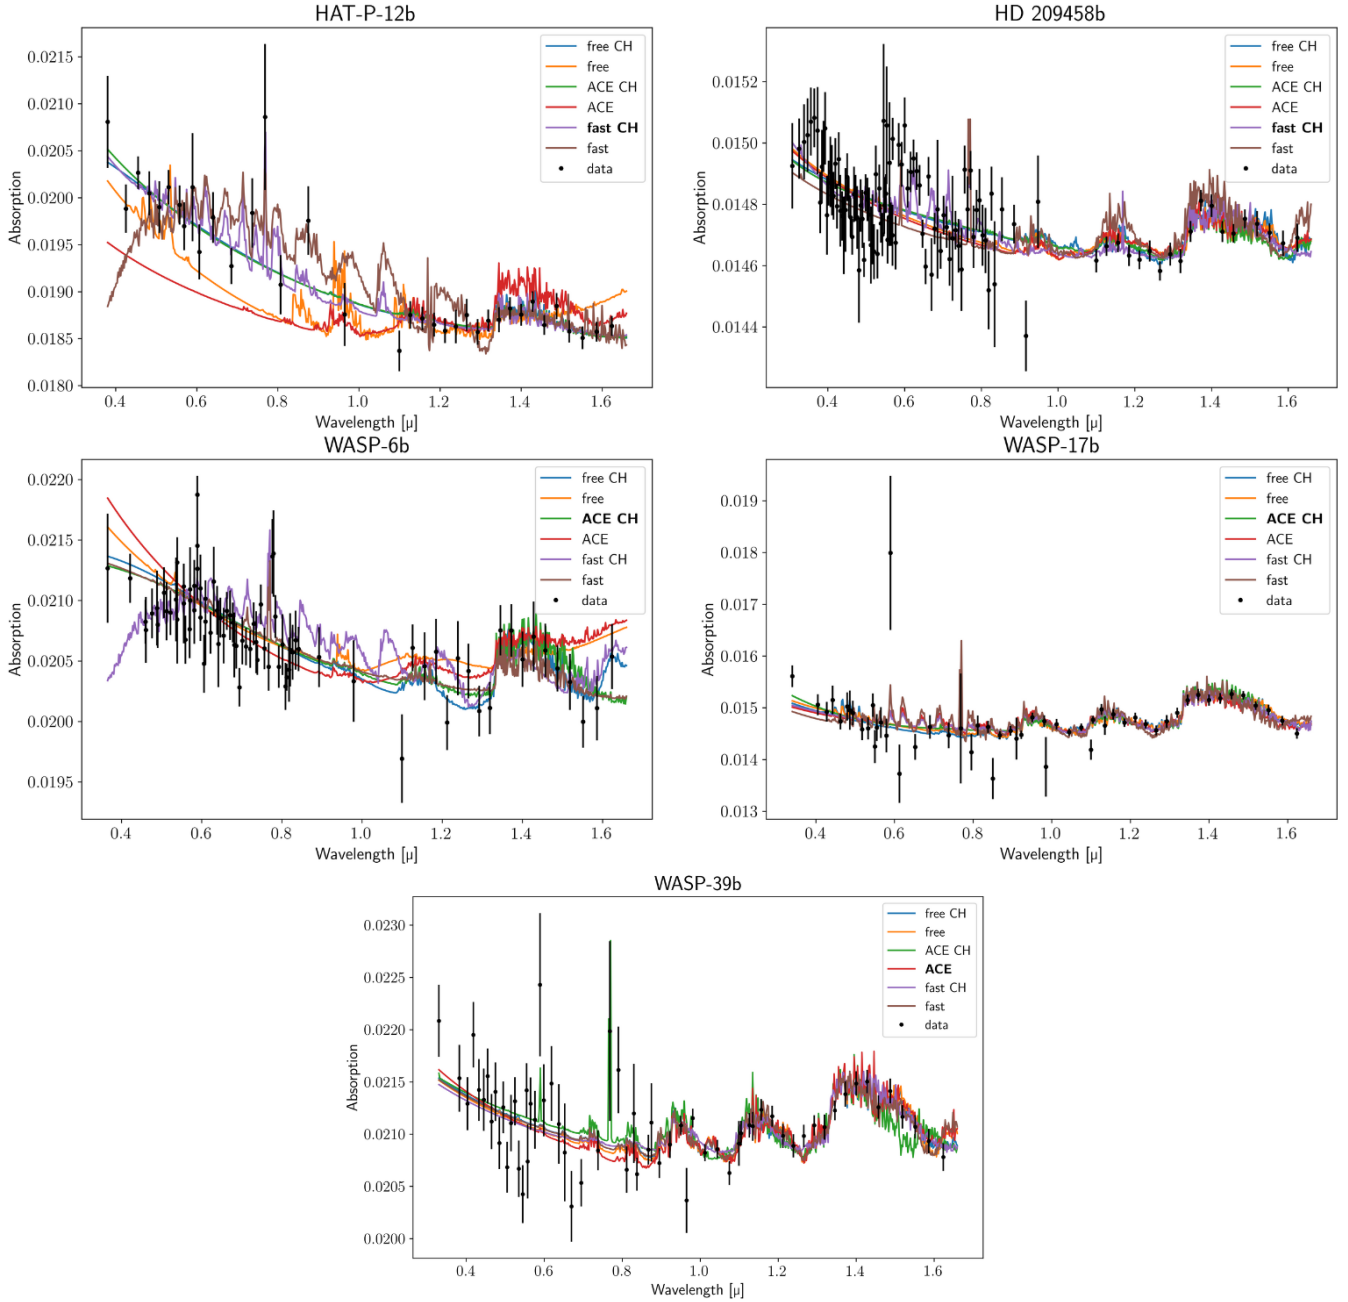 HAT-P-12b
0.0215
0.0210
0.0205
0.0200
0.0195
0.0190
0.0185
0.0180
Absorption
0.4 0.6 0.8 1.0 1.2 1.4 1.6
Wavelength [μ]
free CH
free
ACE CH
ACE
fast CH
fast
data
HD 209458b
0.0152
0.0150
0.0148
0.0146
0.0144
Absorption
0.4 0.6 0.8 1.0 1.2 1.4 1.6
Wavelength [μ]
free CH
free
ACE CH
ACE
fast CH
fast
data
WASP-6b
0.0220
0.0215
0.0210
0.0205
0.0200
0.0195
Absorption
0.4 0.6 0.8 1.0 1.2 1.4 1.6
Wavelength [μ]
free CH
free
ACE CH
ACE
fast CH
fast
data
WASP-17b
0.019
0.018
0.017
0.016
0.015
0.014
0.013
Absorption
0.4 0.6 0.8 1.0 1.2 1.4 1.6
Wavelength [μ]
free CH
free
ACE CH
ACE
fast CH
fast
data
WASP-39b
0.0230
0.0225
0.0220
0.0215
0.0210
0.0205
0.0200
Absorption
0.4 0.6 0.8 1.0 1.2 1.4 1.6
Wavelength [μ]
free CH
free
ACE CH
ACE
fast CH
fast
data